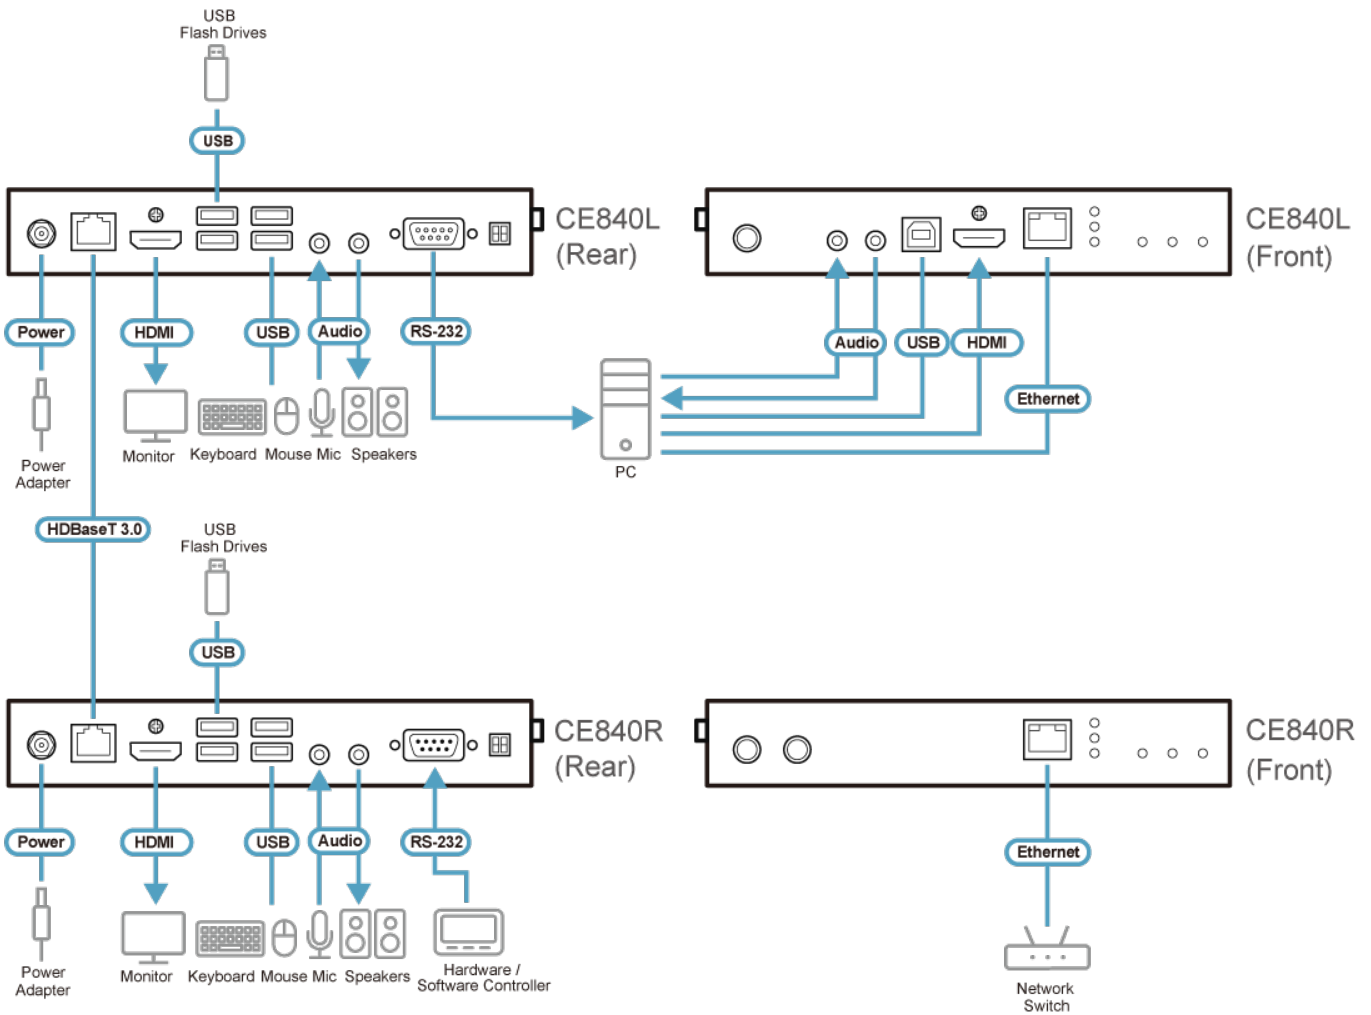 USB
Flash Drives
USB
CE840L
(Rear)
CE840L
(Front)
Power
HDMI
USB
Audio
RS-232
Audio
USB
HDMI
Ethernet
Power
Adapter
Monitor
Keyboard
Mouse
Mic
Speakers
PC
HDBaseT 3.0
USB
Flash Drives
USB
CE840R
(Rear)
CE840R
(Front)
Power
HDMI
USB
Audio
RS-232
Ethernet
Power
Adapter
Monitor
Keyboard
Mouse
Mic
Speakers
Hardware /
Software Controller
Network
Switch